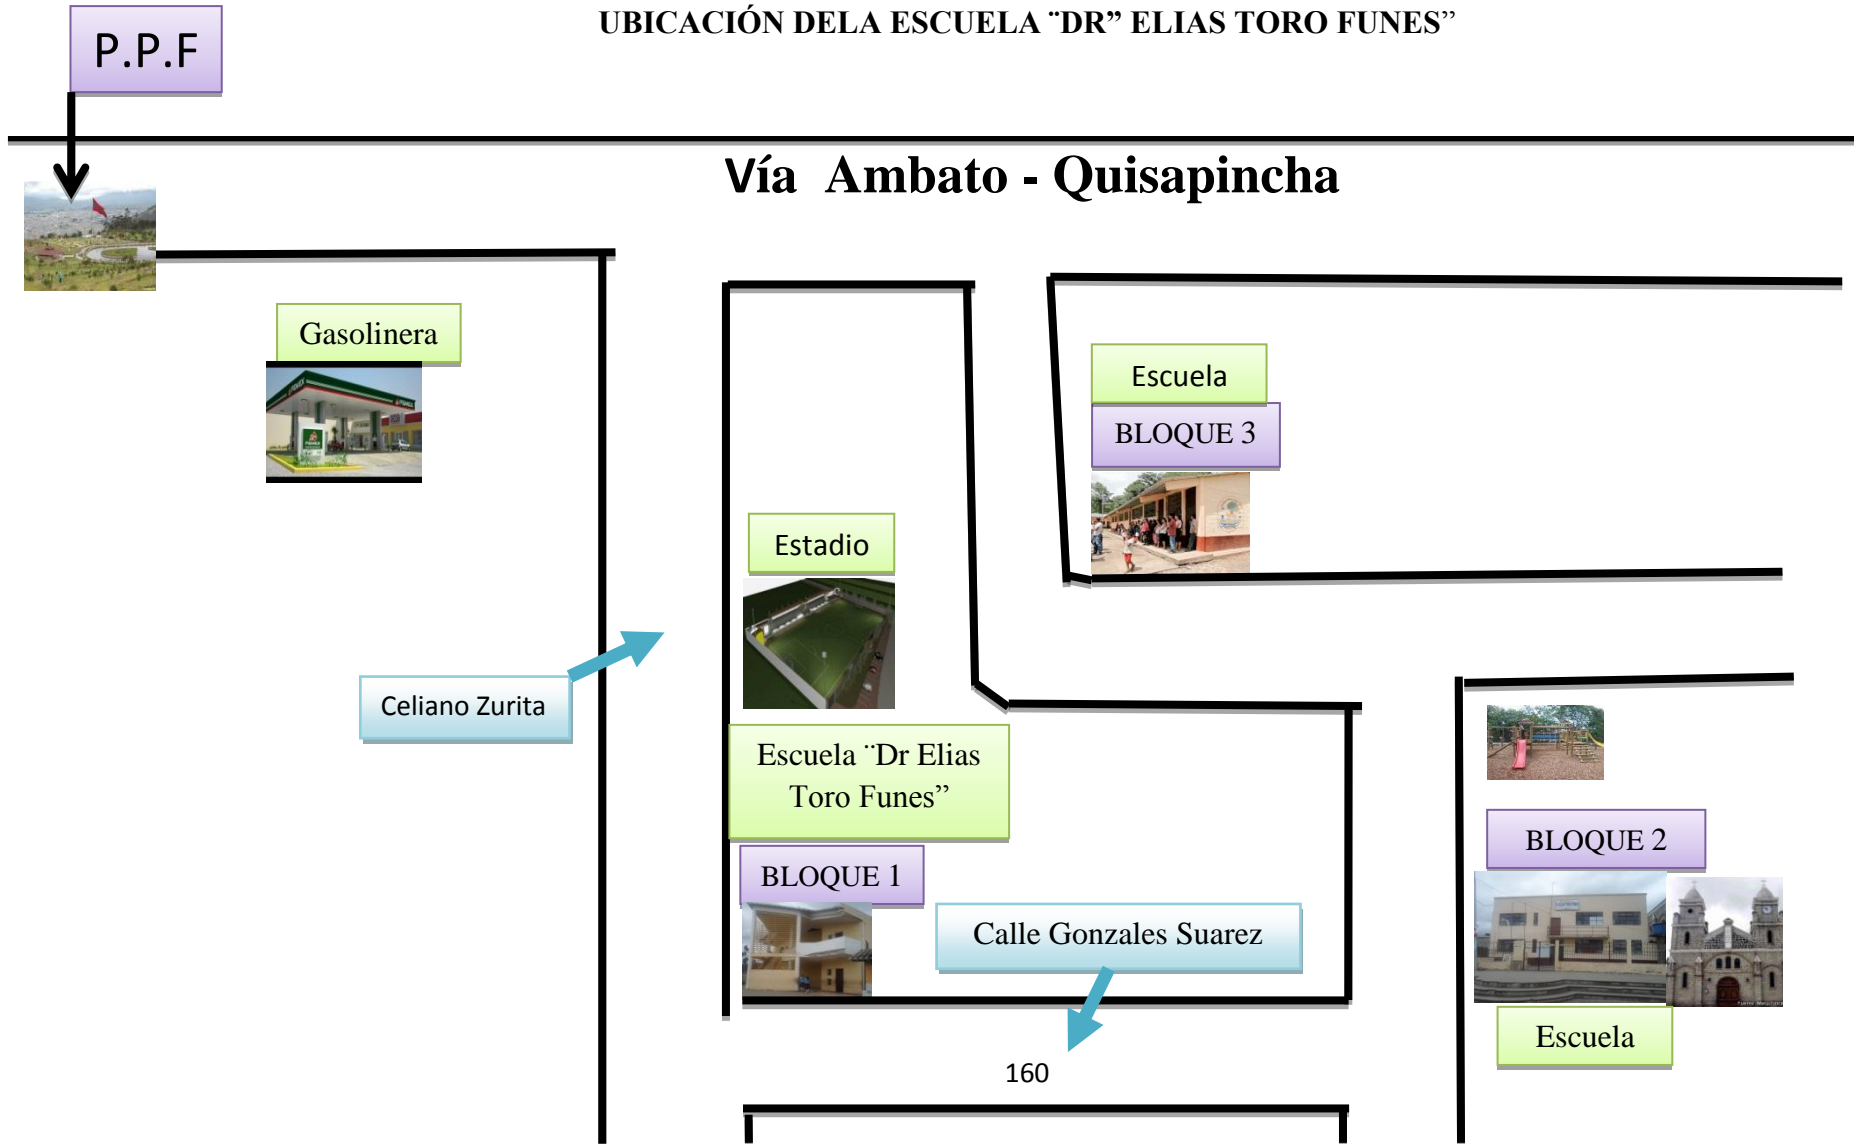 UBICACIÓN DELA ESCUELA ¨DR” ELIAS TORO FUNES”
P.P.F
Vía Ambato - Quisapincha
Gasolinera
Escuela
BLOQUE 3
Estadio
Celiano Zurita
Escuela ¨Dr Elias
Toro Funes”
BLOQUE 1
Calle Gonzales Suarez
BLOQUE 2
Escuela
160